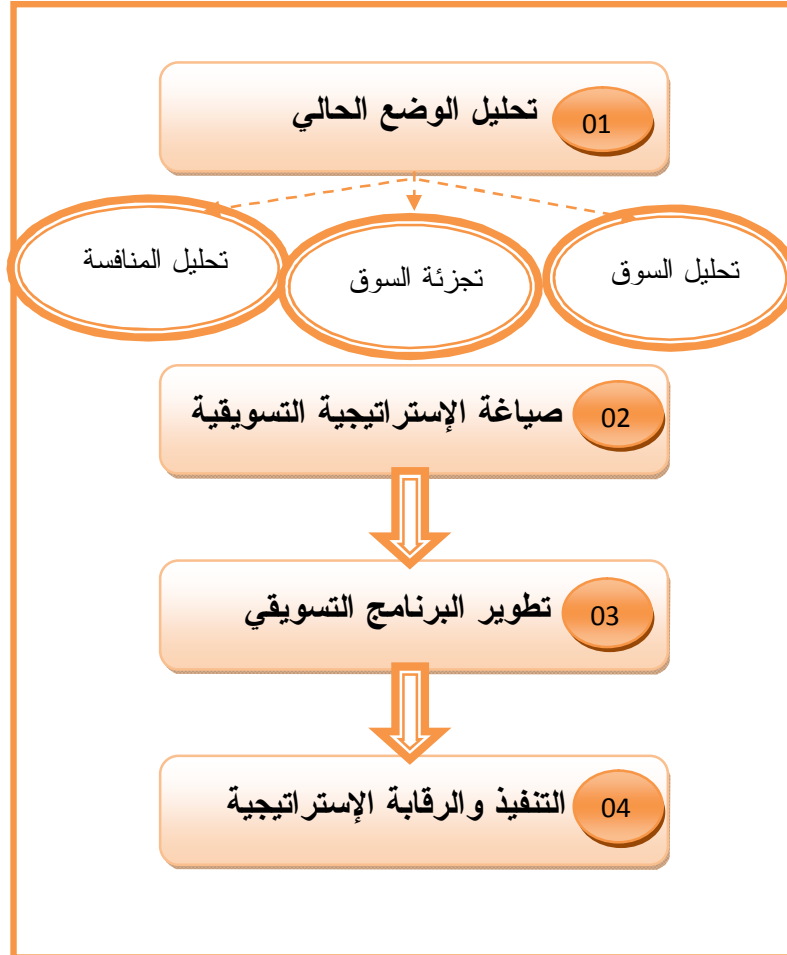 01 تحليل الوضع الحالي
تحليل السوق
تجزئة السوق
تحليل المنافسة
02 صياغة الإستراتيجية التسويقية
03 تطوير البرنامج التسويقي
04 التنفيذ والرقابة الإستراتيجية